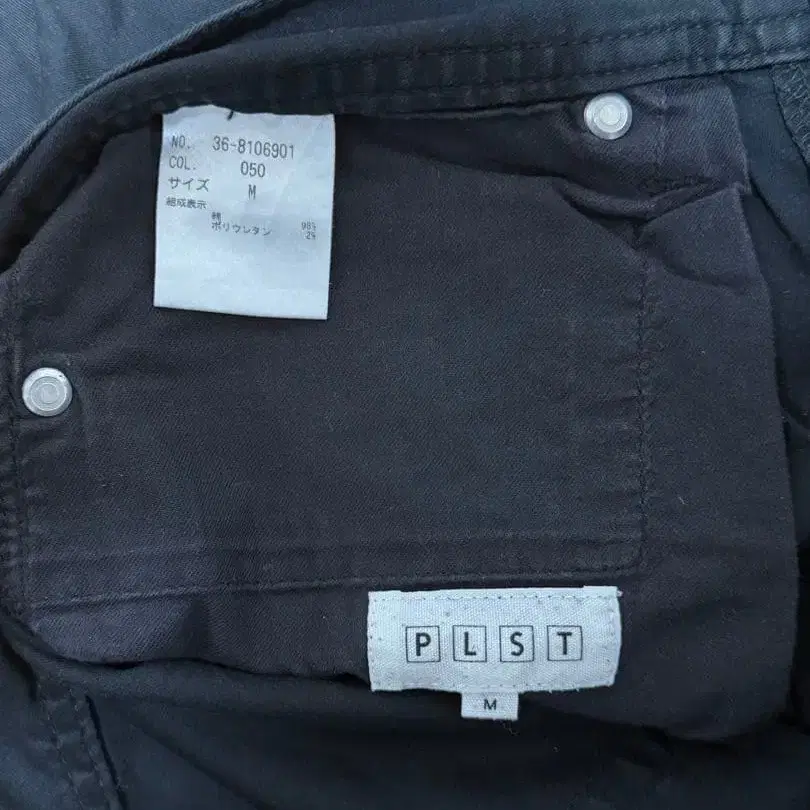 NO. 36-8106901
COL. 050
サイズ M
組成表示
綿 98%
ポリウレタン 2%
PLST
M